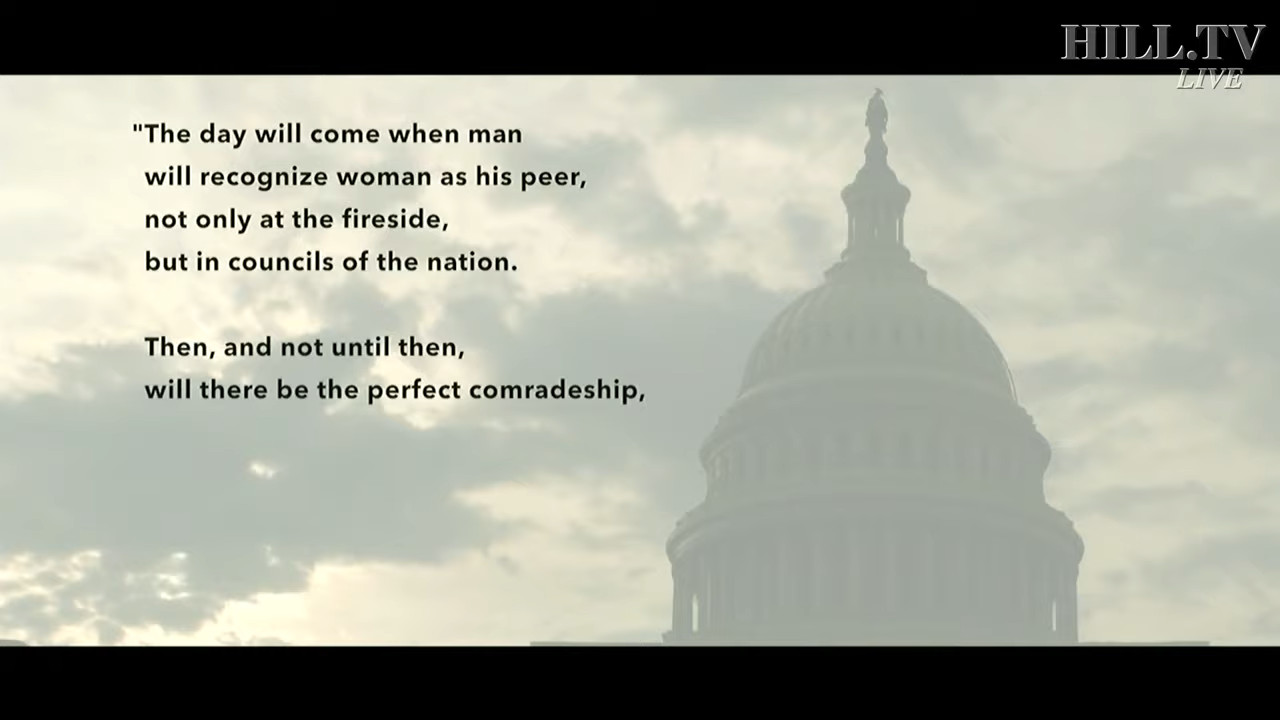 HILL.TV
LIVE
"The day will come when man
will recognize woman as his peer,
not only at the fireside,
but in councils of the nation.
Then, and not until then,
will there be the perfect comradeship,